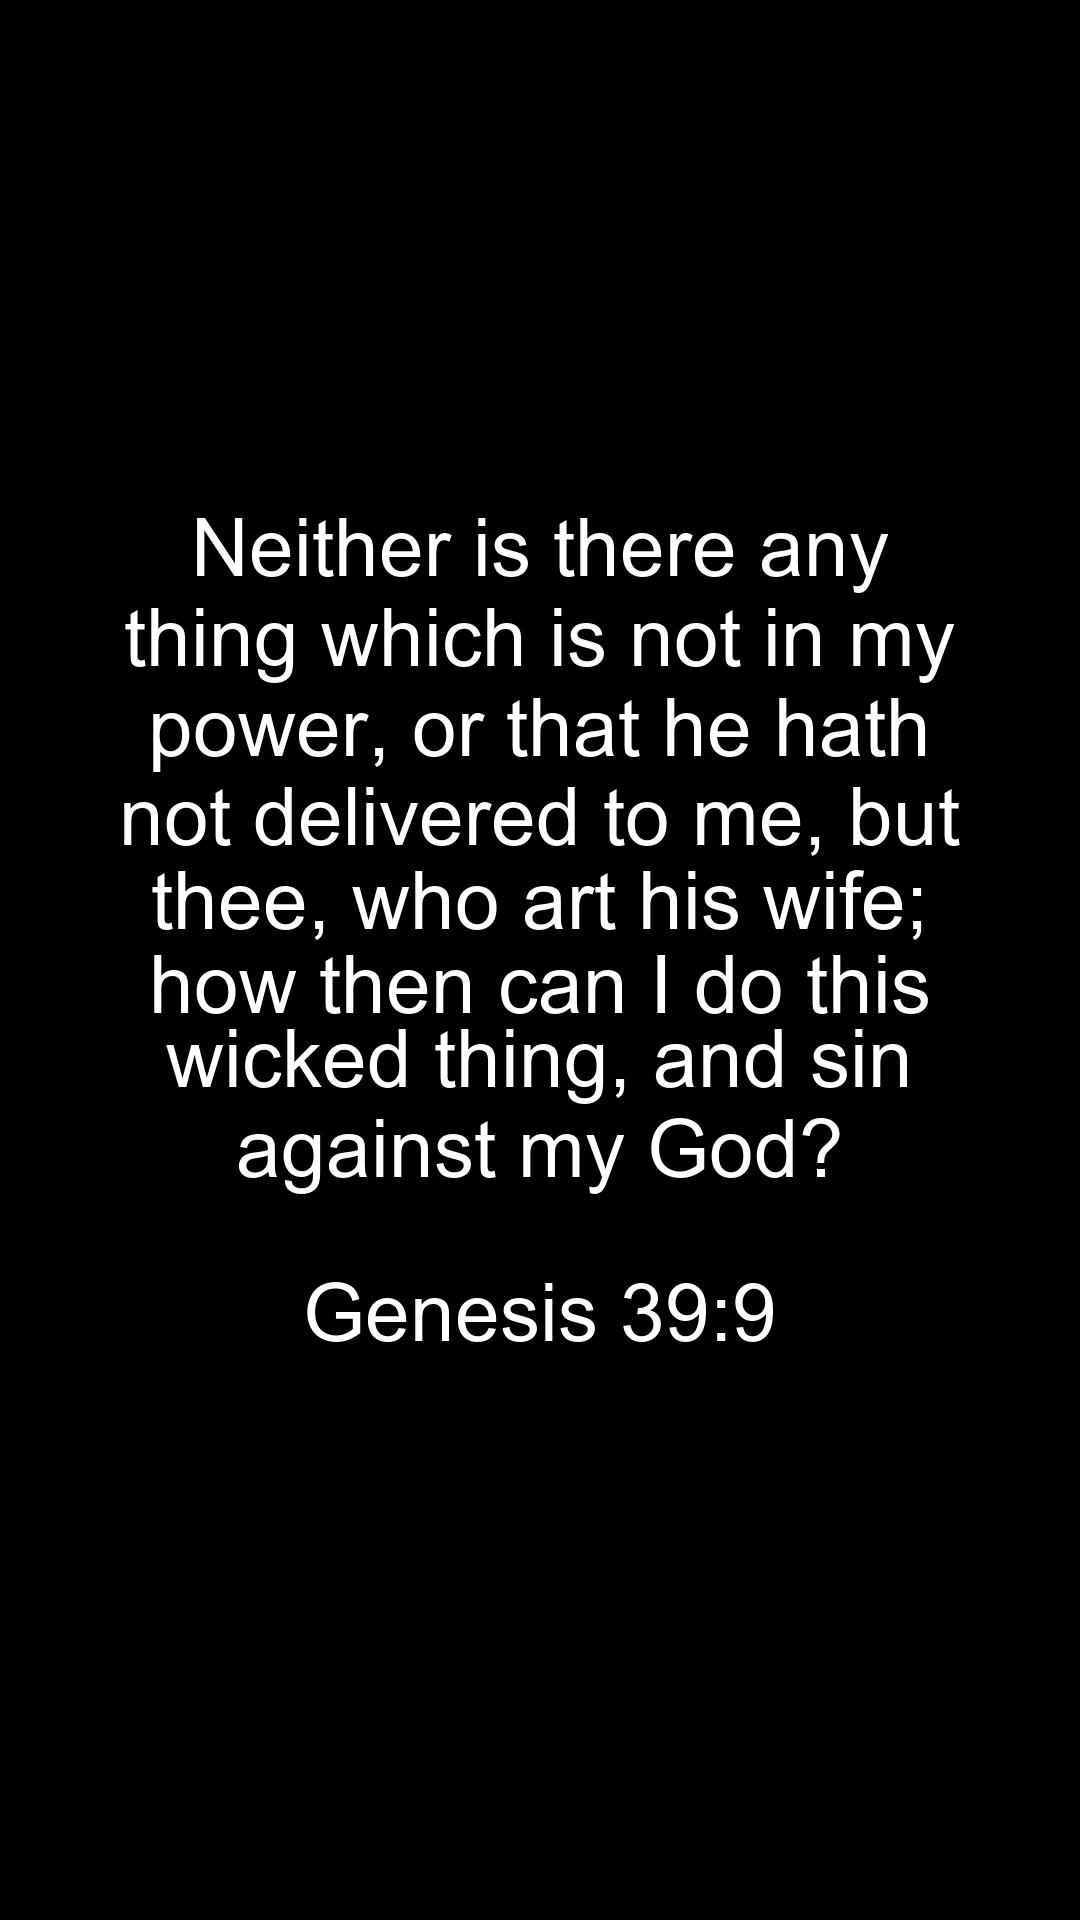 Neither is there any
thing which is not in my
power, or that he hath
not delivered to me, but
thee, who art his wife;
how then can I do this
wicked thing, and sin
against my God?
Genesis 39:9